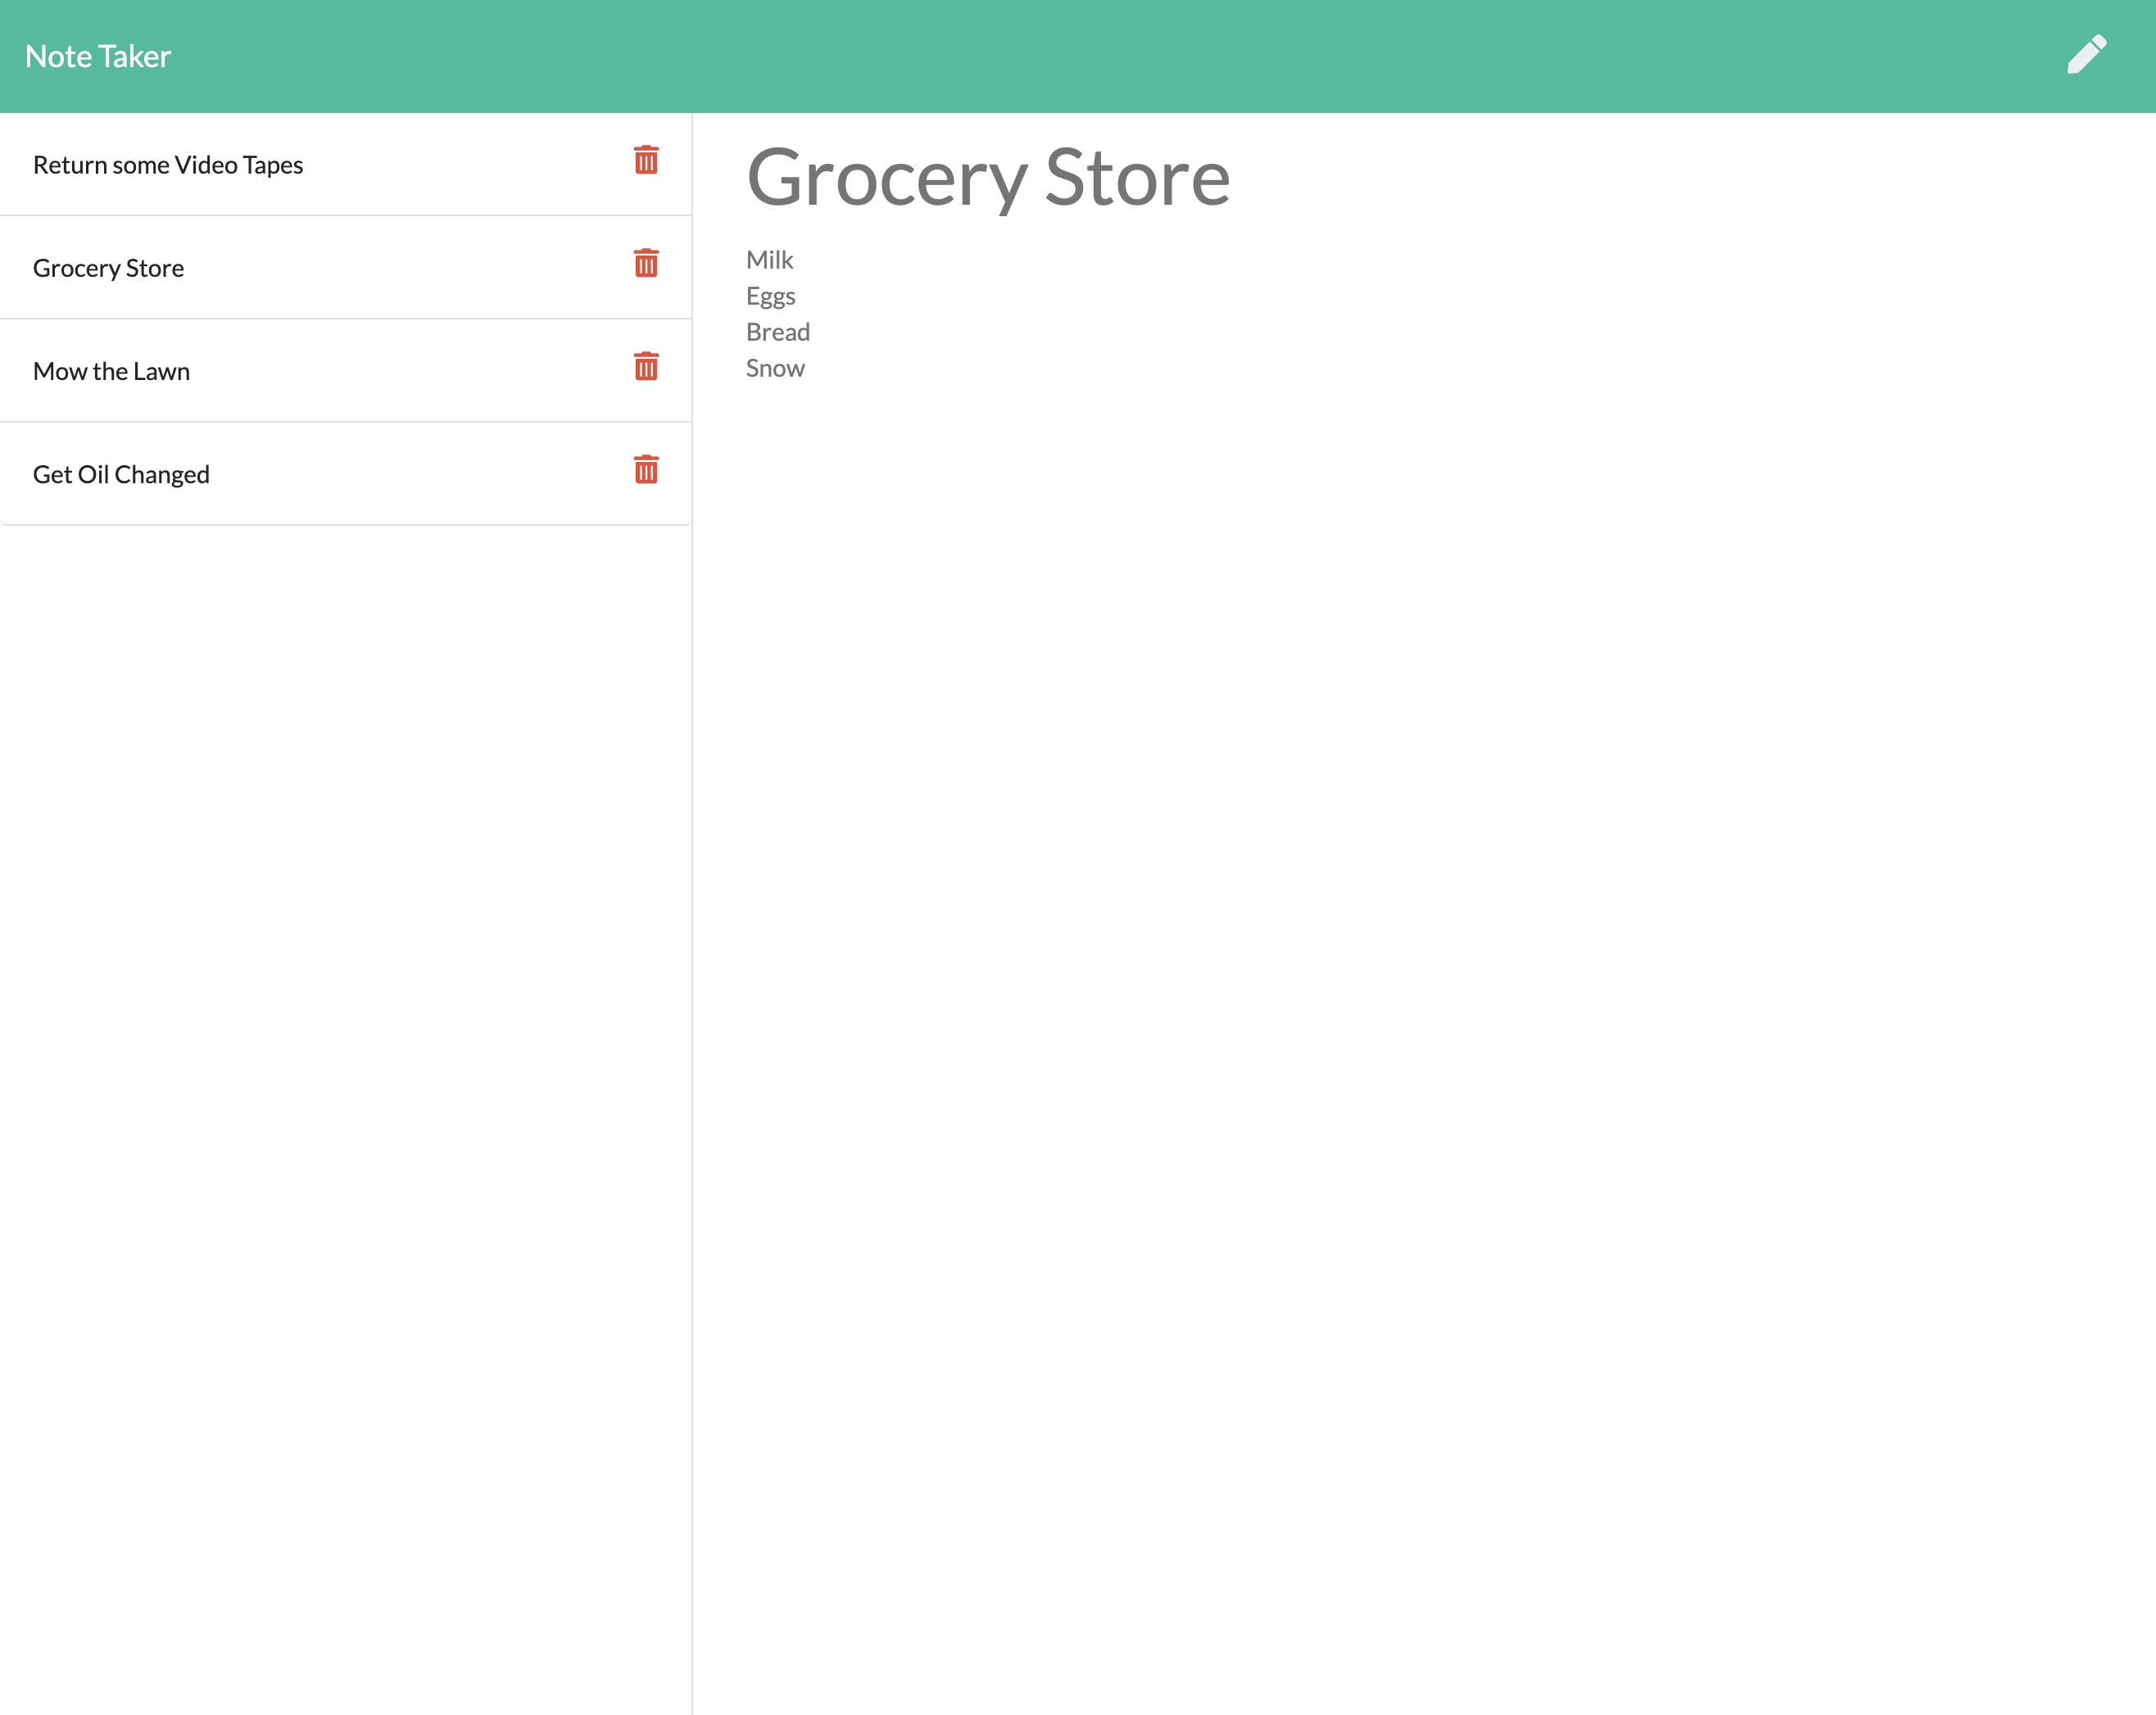 Note Taker
Return some Video Tapes
Grocery Store
Mow the Lawn
Get Oil Changed
Grocery Store
Milk
Eggs
Bread
Snow